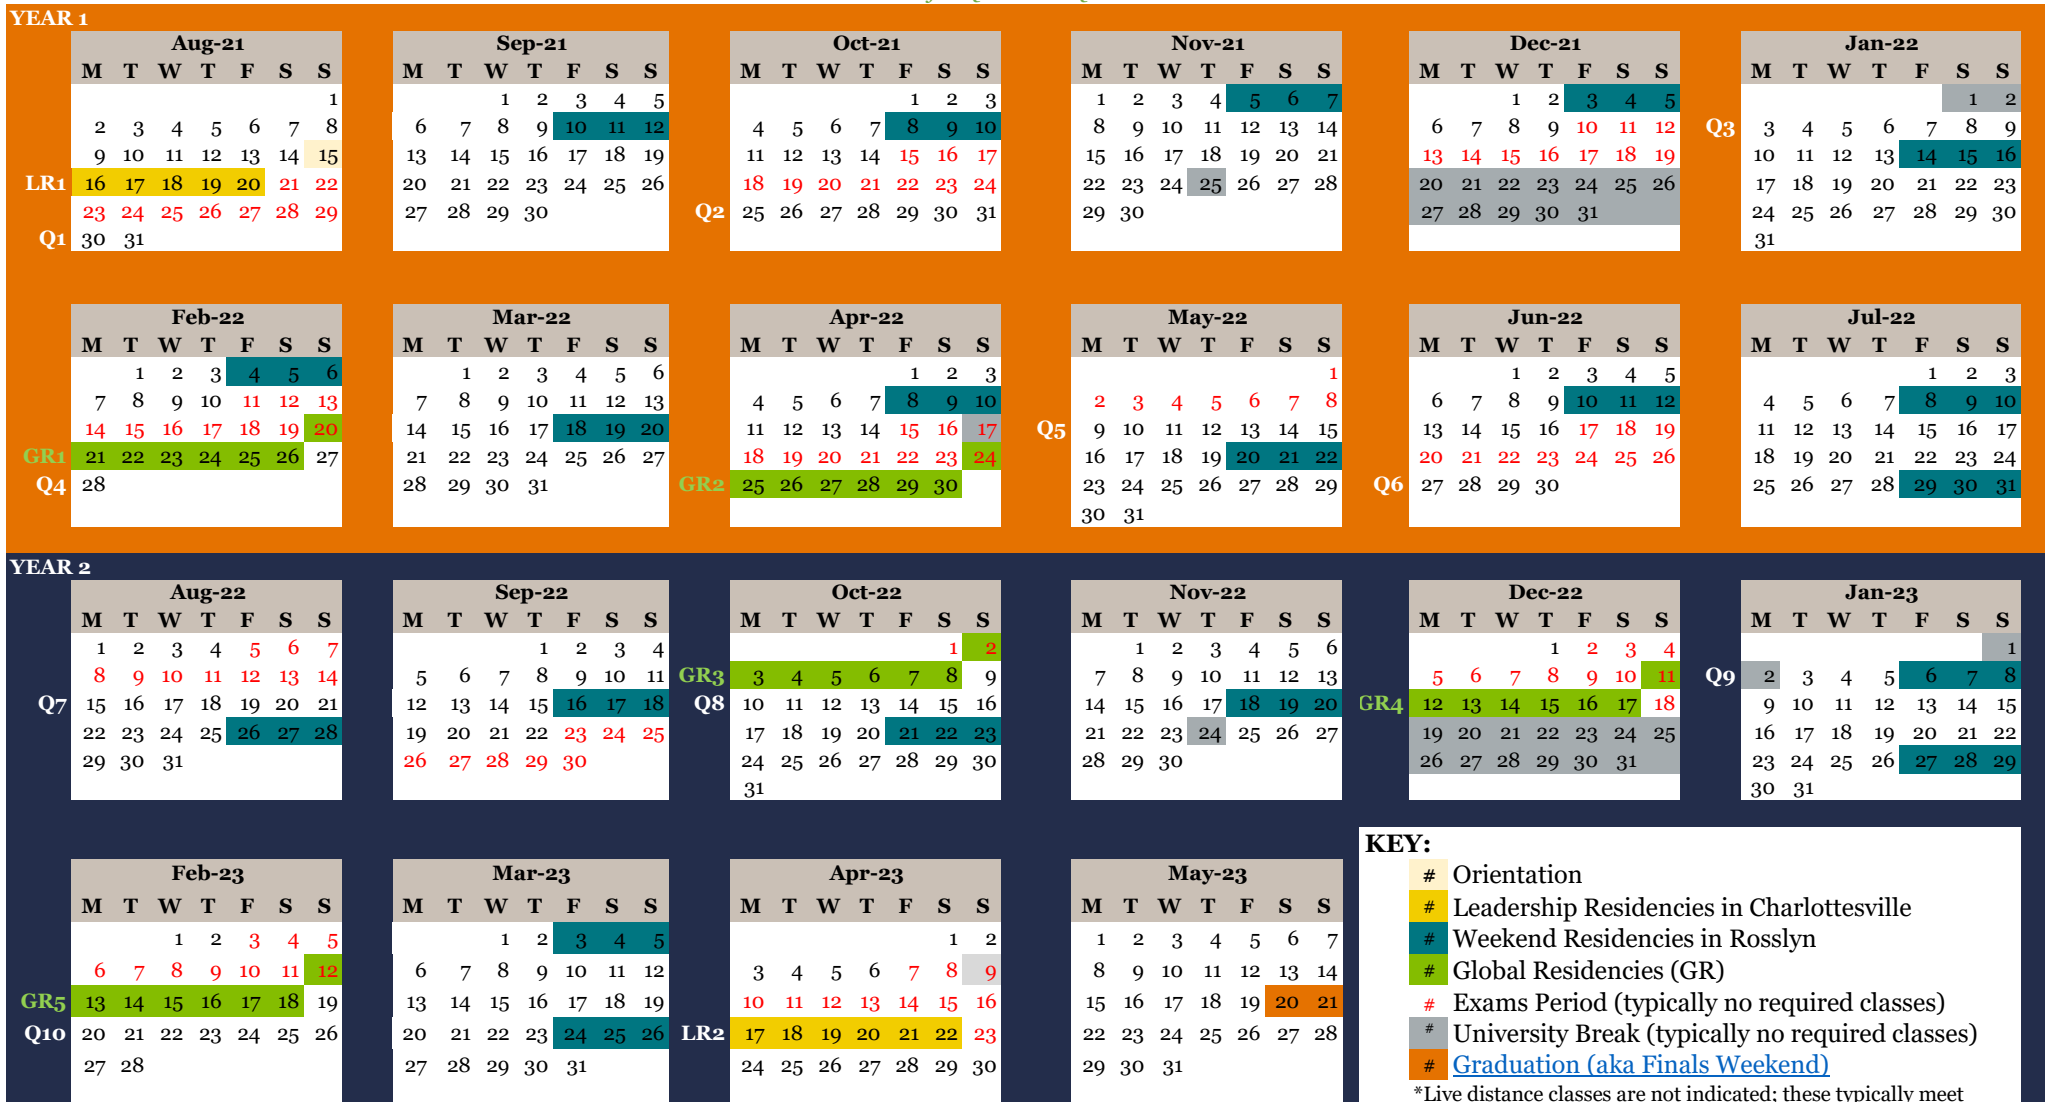 YEAR 1
Aug-21 Sep-21 Oct-21 Nov-21 Dec-21 Jan-22
M T W T F S S M T W T F S S M T W T F S S M T W T F S S M T W T F S S M T W T F S S
1 1 2 3 4 5 1 2 3 1 2 3 4 5 6 7 1 2 3 4 5 1 2
2 3 4 5 6 7 8 6 7 8 9 10 11 12 4 5 6 7 8 9 10 8 9 10 11 12 13 14 6 7 8 9 10 11 12 Q3 3 4 5 6 7 8 9
9 10 11 12 13 14 15 13 14 15 16 17 18 19 11 12 13 14 15 16 17 15 16 17 18 19 20 21 13 14 15 16 17 18 19 10 11 12 13 14 15 16
LR1 16 17 18 19 20 21 22 20 21 22 23 24 25 26 18 19 20 21 22 23 24 22 23 24 25 26 27 28 20 21 22 23 24 25 26 17 18 19 20 21 22 23
23 24 25 26 27 28 29 27 28 29 30 Q2 25 26 27 28 29 30 31 29 30 27 28 29 30 31 24 25 26 27 28 29 30
Q1 30 31 31
Feb-22 Mar-22 Apr-22 May-22 Jun-22 Jul-22
M T W T F S S M T W T F S S M T W T F S S M T W T F S S M T W T F S S M T W T F S S
1 2 3 4 5 6 1 2 3 4 5 6 1 2 3 1 1 2 3 4 5 1 2 3
7 8 9 10 11 12 13 7 8 9 10 11 12 13 4 5 6 7 8 9 10 2 3 4 5 6 7 8 6 7 8 9 10 11 12 4 5 6 7 8 9 10
14 15 16 17 18 19 20 14 15 16 17 18 19 20 11 12 13 14 15 16 17 Q5 9 10 11 12 13 14 15 13 14 15 16 17 18 19 11 12 13 14 15 16 17
GR1 21 22 23 24 25 26 27 21 22 23 24 25 26 27 18 19 20 21 22 23 24 16 17 18 19 20 21 22 20 21 22 23 24 25 26 18 19 20 21 22 23 24
Q4 28 28 29 30 31 GR2 25 26 27 28 29 30 23 24 25 26 27 28 29 Q6 27 28 29 30 25 26 27 28 29 30 31
30 31
YEAR 2
Aug-22 Sep-22 Oct-22 Nov-22 Dec-22 Jan-23
M T W T F S S M T W T F S S M T W T F S S M T W T F S S M T W T F S S M T W T F S S
1 2 3 4 5 6 7 1 2 3 4 1 2 1 2 3 4 5 6 1 2 3 4 1
8 9 10 11 12 13 14 5 6 7 8 9 10 11 GR3 3 4 5 6 7 8 9 7 8 9 10 11 12 13 5 6 7 8 9 10 11 Q9 2 3 4 5 6 7 8
Q7 15 16 17 18 19 20 21 12 13 14 15 16 17 18 Q8 10 11 12 13 14 15 16 14 15 16 17 18 19 20 GR4 12 13 14 15 16 17 18 9 10 11 12 13 14 15
22 23 24 25 26 27 28 19 20 21 22 23 24 25 17 18 19 20 21 22 23 21 22 23 24 25 26 27 19 20 21 22 23 24 25 16 17 18 19 20 21 22
29 30 31 26 27 28 29 30 24 25 26 27 28 29 30 28 29 30 26 27 28 29 30 31 23 24 25 26 27 28 29
31 30 31
Feb-23 Mar-23 Apr-23 May-23
M T W T F S S M T W T F S S M T W T F S S M T W T F S S
1 2 3 4 5 1 2 3 4 5 1 2 1 2 3 4 5 6 7
6 7 8 9 10 11 12 6 7 8 9 10 11 12 3 4 5 6 7 8 9 8 9 10 11 12 13 14
GR5 13 14 15 16 17 18 19 13 14 15 16 17 18 19 10 11 12 13 14 15 16 15 16 17 18 19 20 21
Q10 20 21 22 23 24 25 26 20 21 22 23 24 25 26 LR2 17 18 19 20 21 22 23 22 23 24 25 26 27 28
27 28 27 28 29 30 31 24 25 26 27 28 29 30 29 30 31
KEY:
# Orientation
# Leadership Residencies in Charlottesville
# Weekend Residencies in Rosslyn
# Global Residencies (GR)
# Exams Period (typically no required classes)
# University Break (typically no required classes)
# Graduation (aka Finals Weekend)
*Live distance classes are not indicated; these typically meet